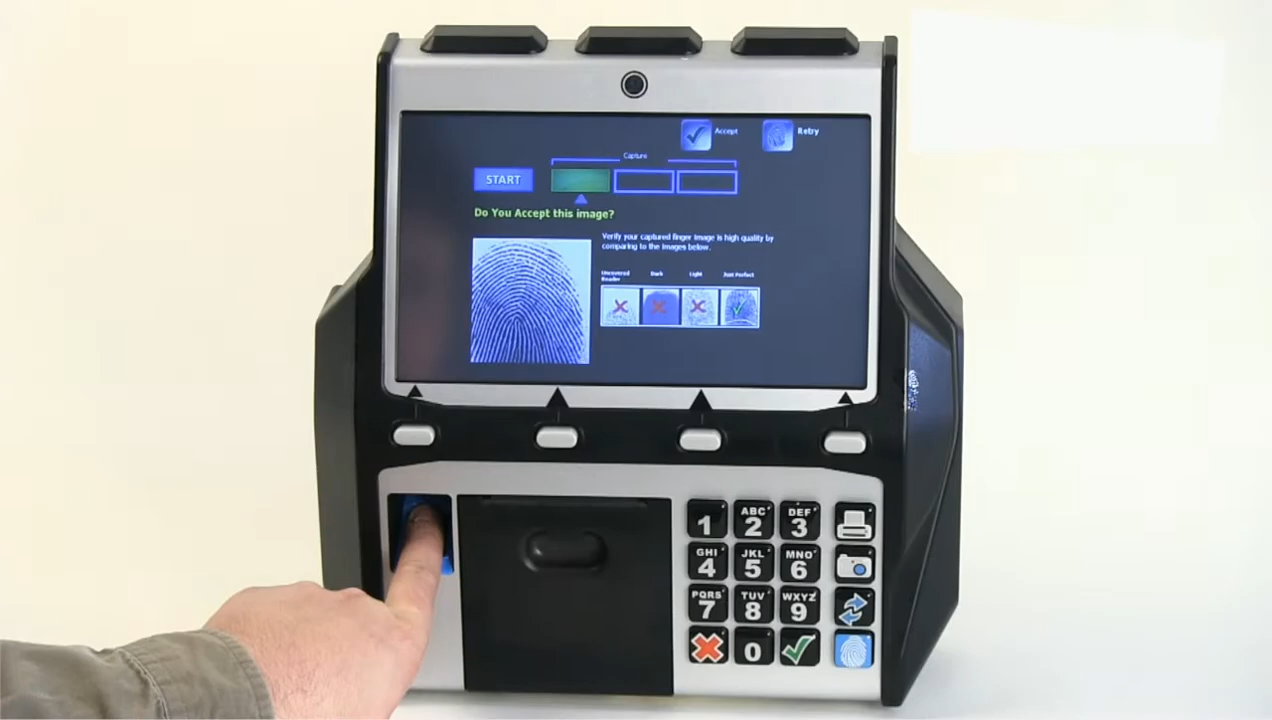 Accept
Retry
Capture
START
Do You Accept this image?
Verify your captured finger image is high quality by
comparing to the images below.
Uncovered
Reader
Dark
Light
Just Perfect
1
ABC
2
DEF
3
GHI
4
JKL
5
MNO
6
PQRS
7
TUV
8
WXYZ
9
0